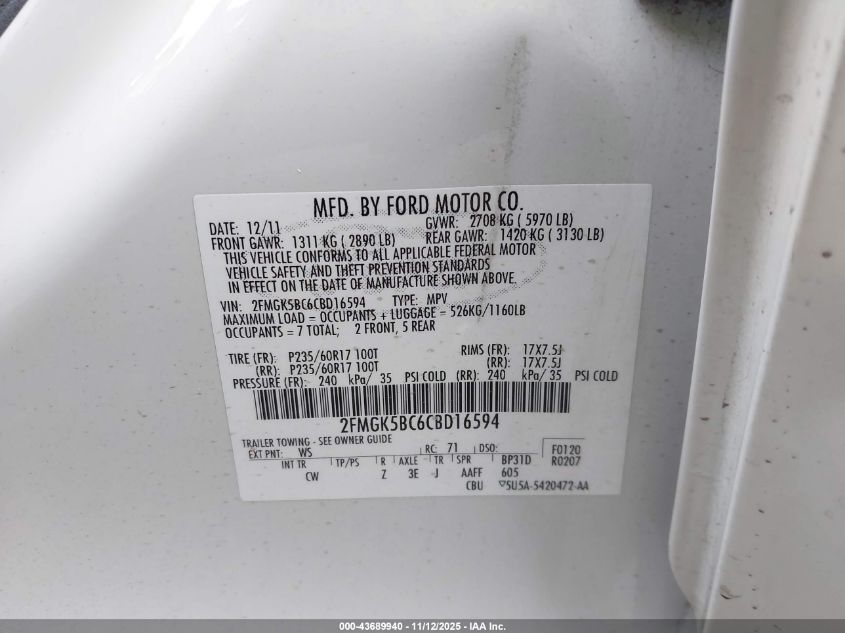 MFD. BY FORD MOTOR CO.
DATE: 12/11 GVWR: 2708 KG ( 5970 LB)
FRONT GAWR: 1311 KG ( 2890 LB) REAR GAWR: 1420 KG ( 3130 LB)
THIS VEHICLE CONFORMS TO ALL APPLICABLE FEDERAL MOTOR
VEHICLE SAFETY AND THEFT PREVENTION STANDARDS
IN EFFECT ON THE DATE OF MANUFACTURE SHOWN ABOVE.
VIN: 2FMGK5BC6CBD16594 TYPE: MPV
MAXIMUM LOAD = OCCUPANTS + LUGGAGE = 526KG/1160LB
OCCUPANTS = 7 TOTAL; 2 FRONT, 5 REAR
TIRE (FR): P235/60R17 100T RIMS (FR): 17X7.5J
(RR): P235/60R17 100T (RR): 17X7.5J
PRESSURE (FR): 240 kPa/ 35 PSI COLD (RR): 240 kPa/ 35 PSI COLD
2FMGK5BC6CBD16594
TRAILER TOWING - SEE OWNER GUIDE
EXT PNT: WS RC: 71 DSO: F0120
INT TR TP/PS R AXLE TR SPR BP31D R0207
CW Z 3E J AAFF 605
CBU ▽5U5A-5420472-AA
000-43689940 - 11/12/2025 - IAA Inc.